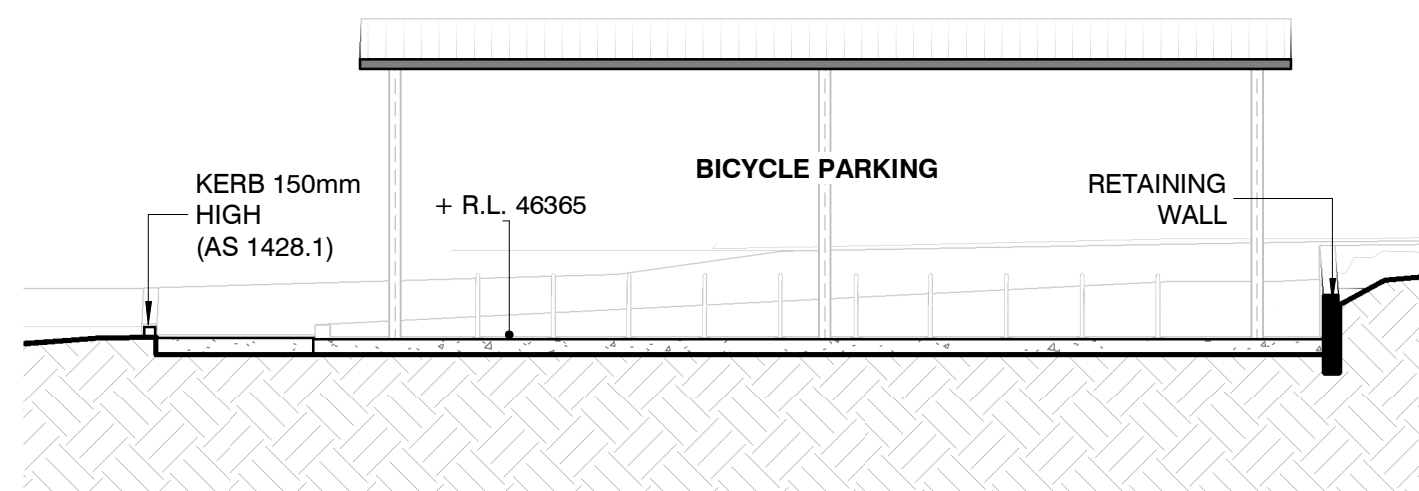 BICYCLE PARKING
KERB 150mm
HIGH
(AS 1428.1)
+ R.L. 46365
RETAINING
WALL